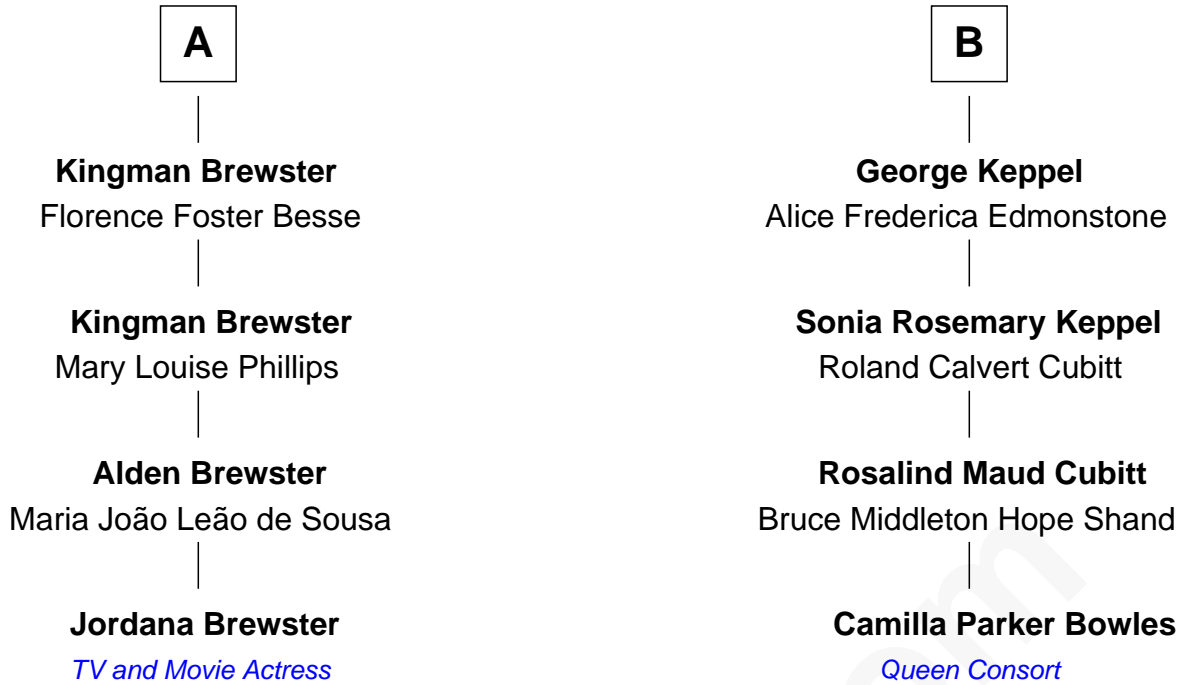 A
Kingman Brewster
Florence Foster Besse
Kingman Brewster
Mary Louise Phillips
Alden Brewster
Maria João Leão de Sousa
Jordana Brewster
TV and Movie Actress
B
George Keppel
Alice Frederica Edmonstone
Sonia Rosemary Keppel
Roland Calvert Cubitt
Rosalind Maud Cubitt
Bruce Middleton Hope Shand
Camilla Parker Bowles
Queen Consort